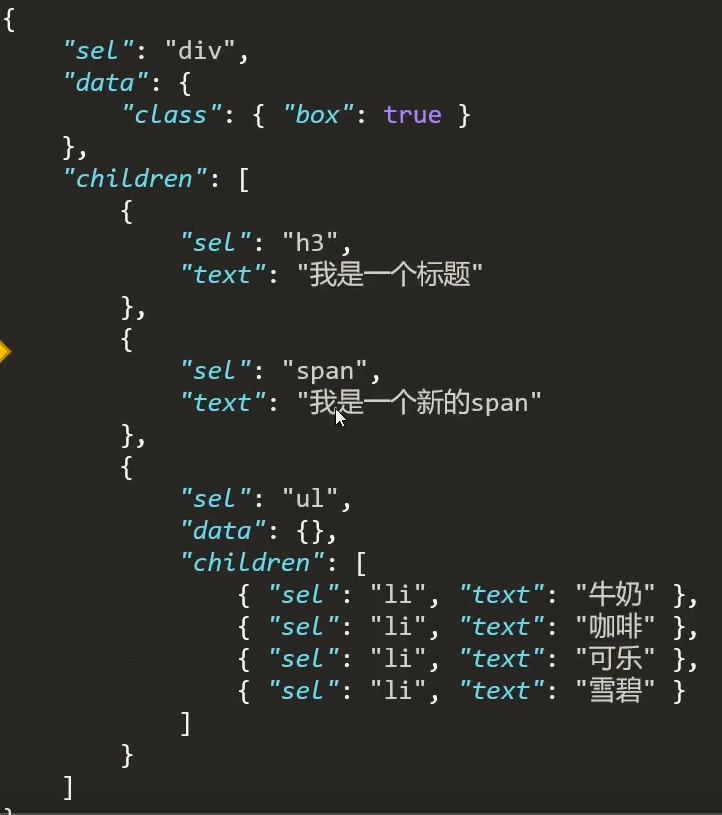 {
    "sel": "div",
    "data": {
        "class": { "box": true }
    },
    "children": [
        {
            "sel": "h3",
            "text": "我是一个标题"
        },
        {
            "sel": "span",
            "text": "我是一个新的span"
        },
        {
            "sel": "ul",
            "data": {},
            "children": [
                { "sel": "li", "text": "牛奶" },
                { "sel": "li", "text": "咖啡" },
                { "sel": "li", "text": "可乐" },
                { "sel": "li", "text": "雪碧" }
            ]
        }
    ]
}